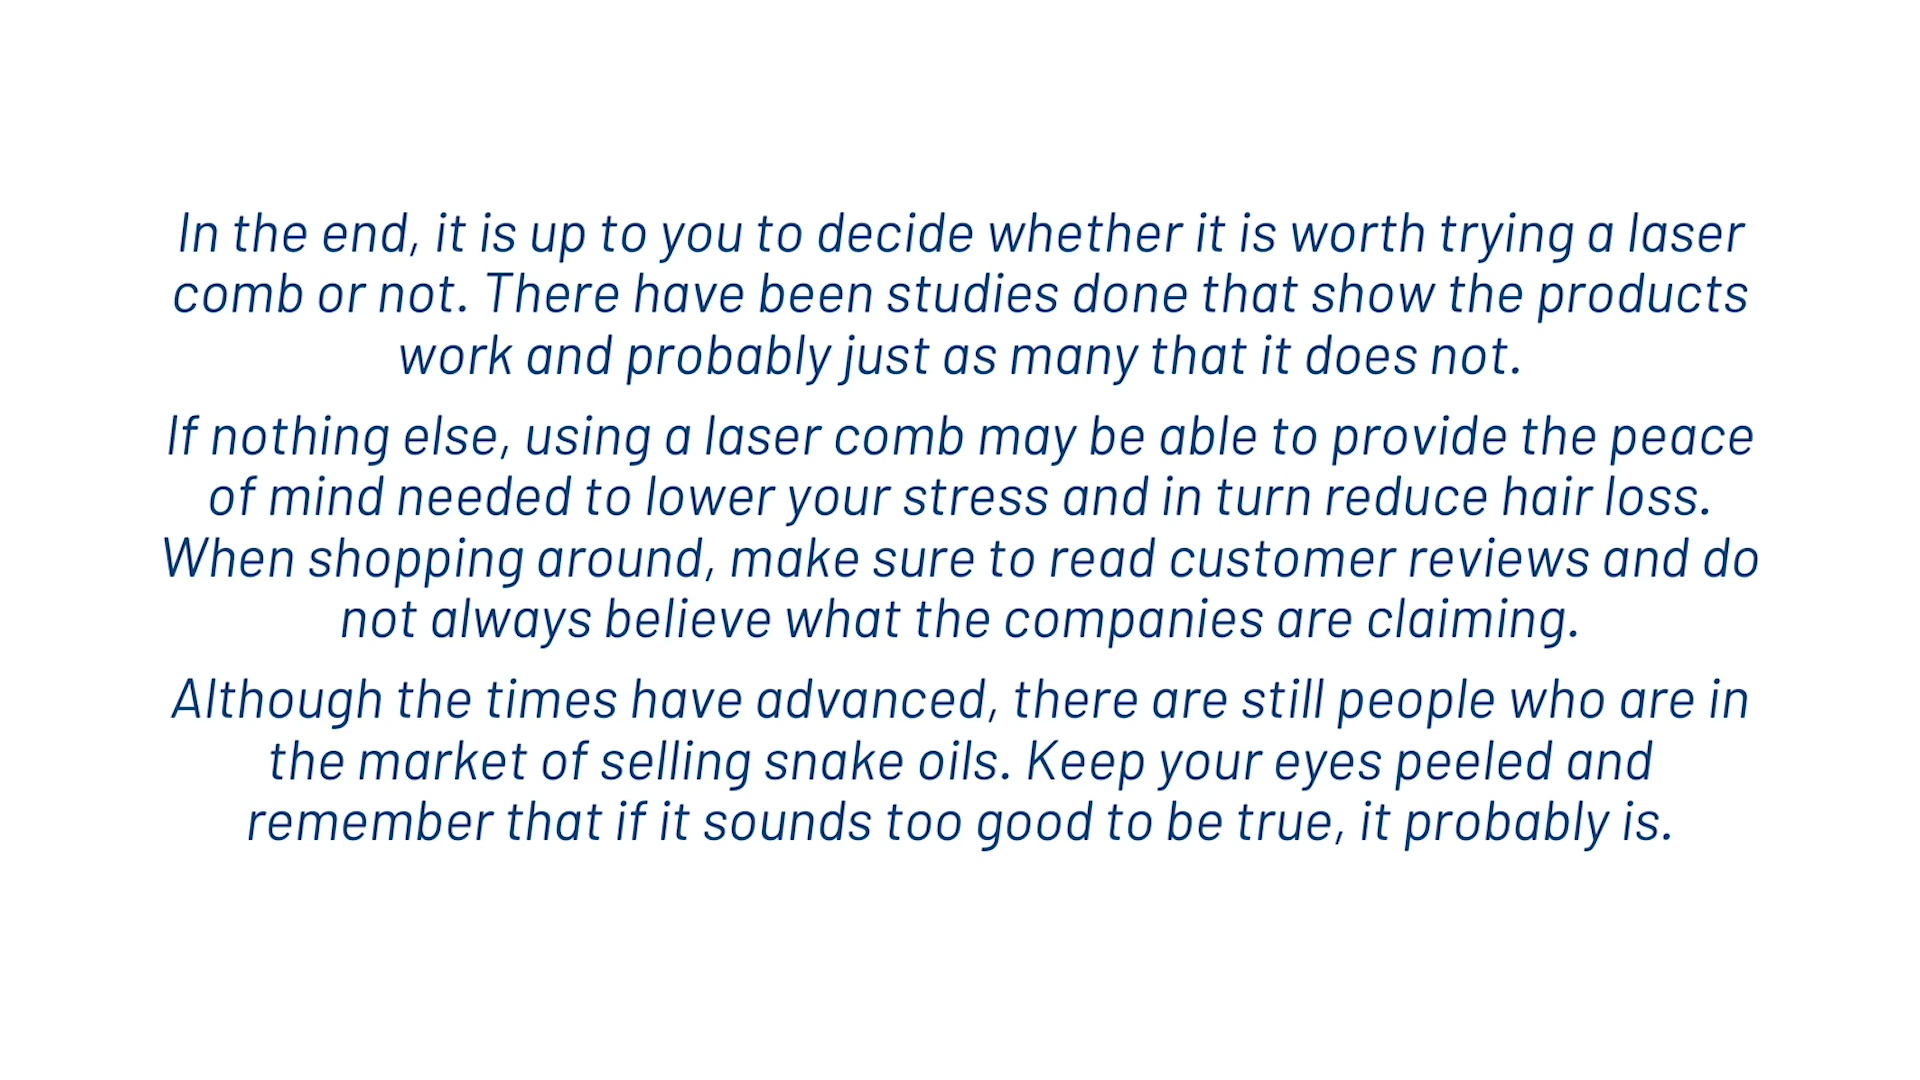 In the end, it is up to you to decide whether it is worth trying a laser
comb or not. There have been studies done that show the products
work and probably just as many that it does not.
If nothing else, using a laser comb may be able to provide the peace
of mind needed to lower your stress and in turn reduce hair loss.
When shopping around, make sure to read customer reviews and do
not always believe what the companies are claiming.
Although the times have advanced, there are still people who are in
the market of selling snake oils. Keep your eyes peeled and
remember that if it sounds too good to be true, it probably is.